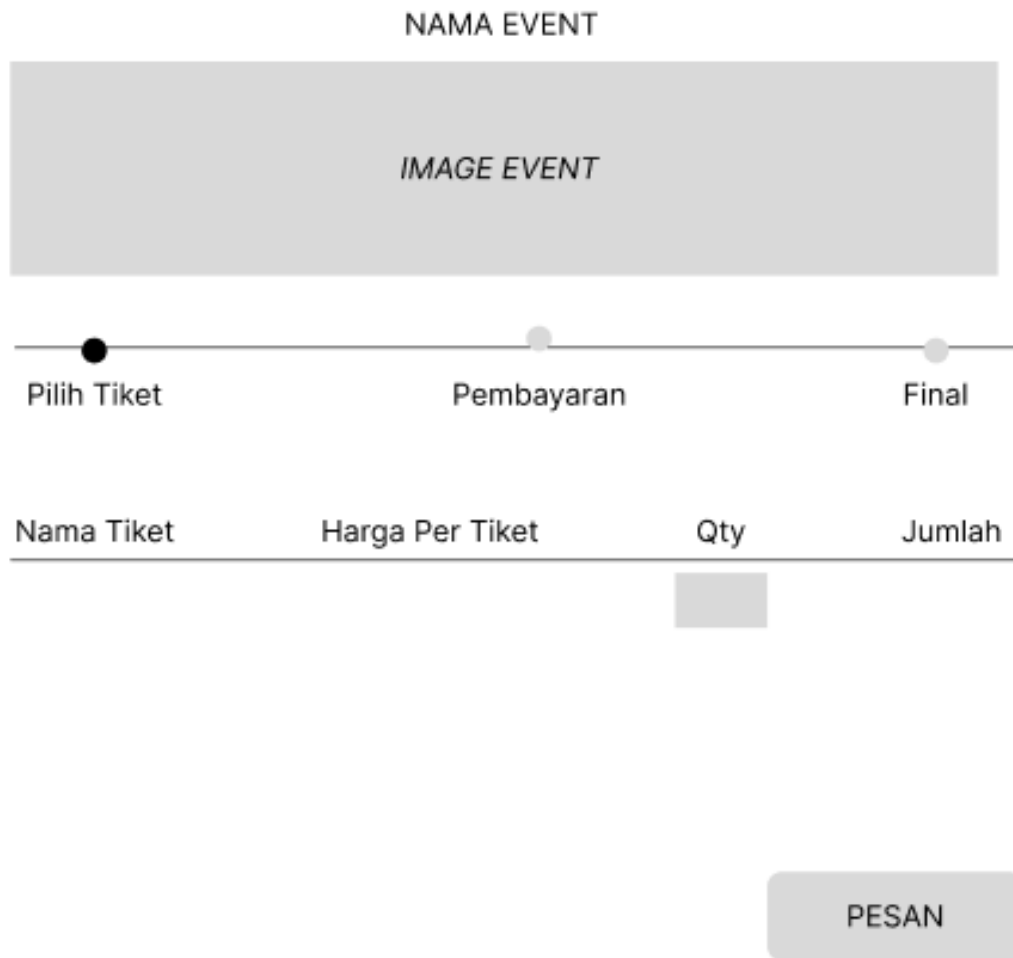 NAMA EVENT
IMAGE EVENT
Pilih Tiket Pembayaran Final
Nama Tiket Harga Per Tiket Qty Jumlah
PESAN